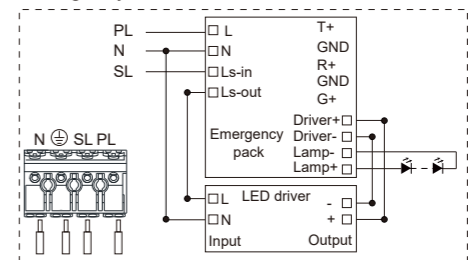 PL
N
SL
L
N
Ls-in
Ls-out
T+
GND
R+
GND
G+
Driver+
Driver-
Lamp-
Lamp+
Emergency
pack
N SL PL
L LED driver -
N +
Input Output